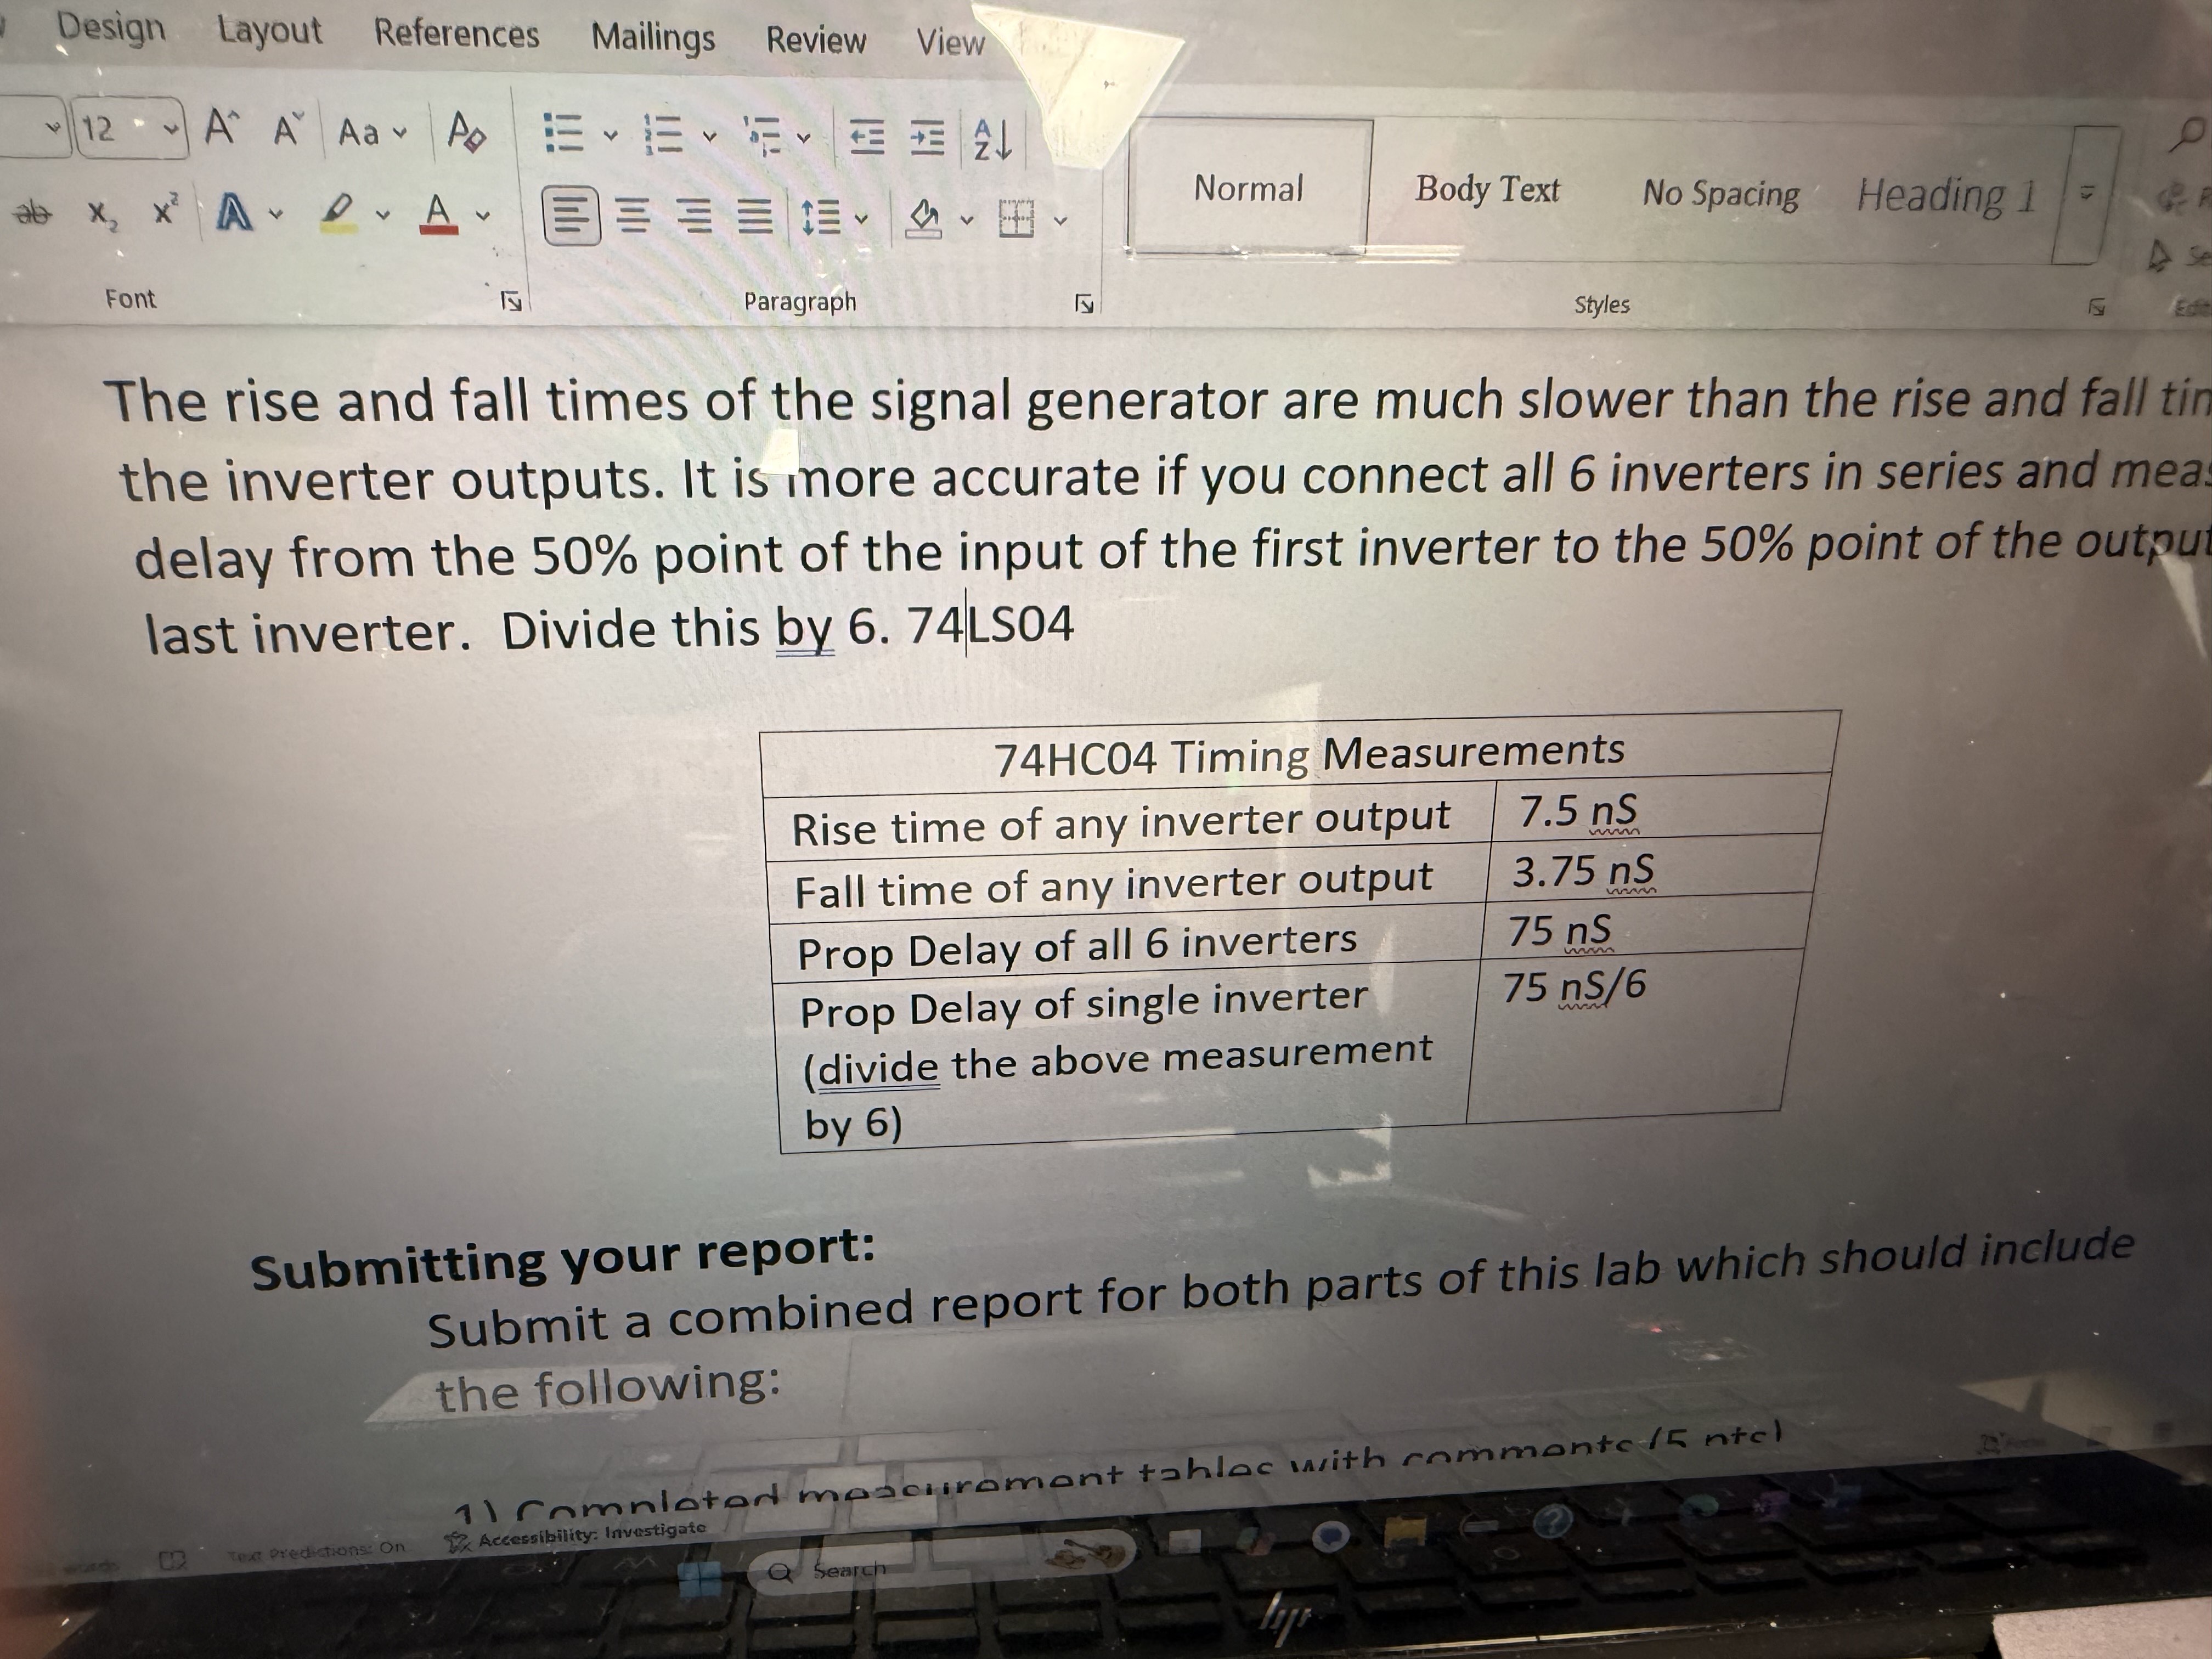 Design Layout References Mailings Review View
12 A A Aa A
ab X₂ X² A A
Normal Body Text No Spacing Heading 1
Font Paragraph Styles
The rise and fall times of the signal generator are much slower than the rise and fall
the inverter outputs. It is more accurate if you connect all 6 inverters in series and
delay from the 50% point of the input of the first inverter to the 50% point of the output
last inverter. Divide this by 6. 74LS04
74HC04 Timing Measurements
Rise time of any inverter output 7.5 nS
Fall time of any inverter output 3.75 nS
Prop Delay of all 6 inverters 75 nS
Prop Delay of single inverter 75 nS/6
(divide the above measurement
by 6)
Submitting your report:
Submit a combined report for both parts of this lab which should include
the following:
1) Completed measurement tables with comments (5 pts)
Text Predictions: On Accessibility: Investigate
Search
hp